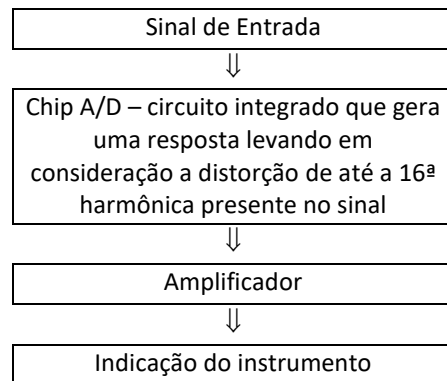 Sinal de Entrada
⇓
Chip A/D – circuito integrado que gera
uma resposta levando em
consideração a distorção de até a 16ª
harmônica presente no sinal
⇓
Amplificador
⇓
Indicação do instrumento